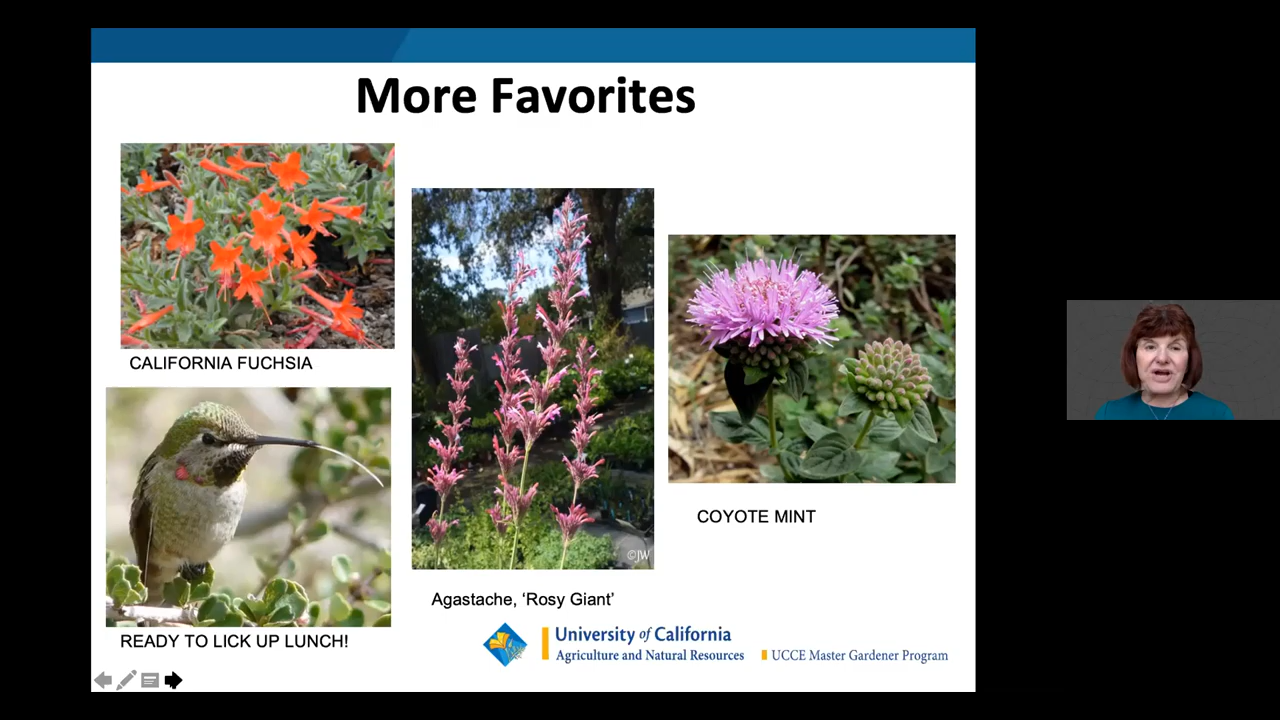 More Favorites
CALIFORNIA FUCHSIA
READY TO LICK UP LUNCH!
©JW
Agastache, ‘Rosy Giant’
COYOTE MINT
University of California
Agriculture and Natural Resources
UCCE Master Gardener Program